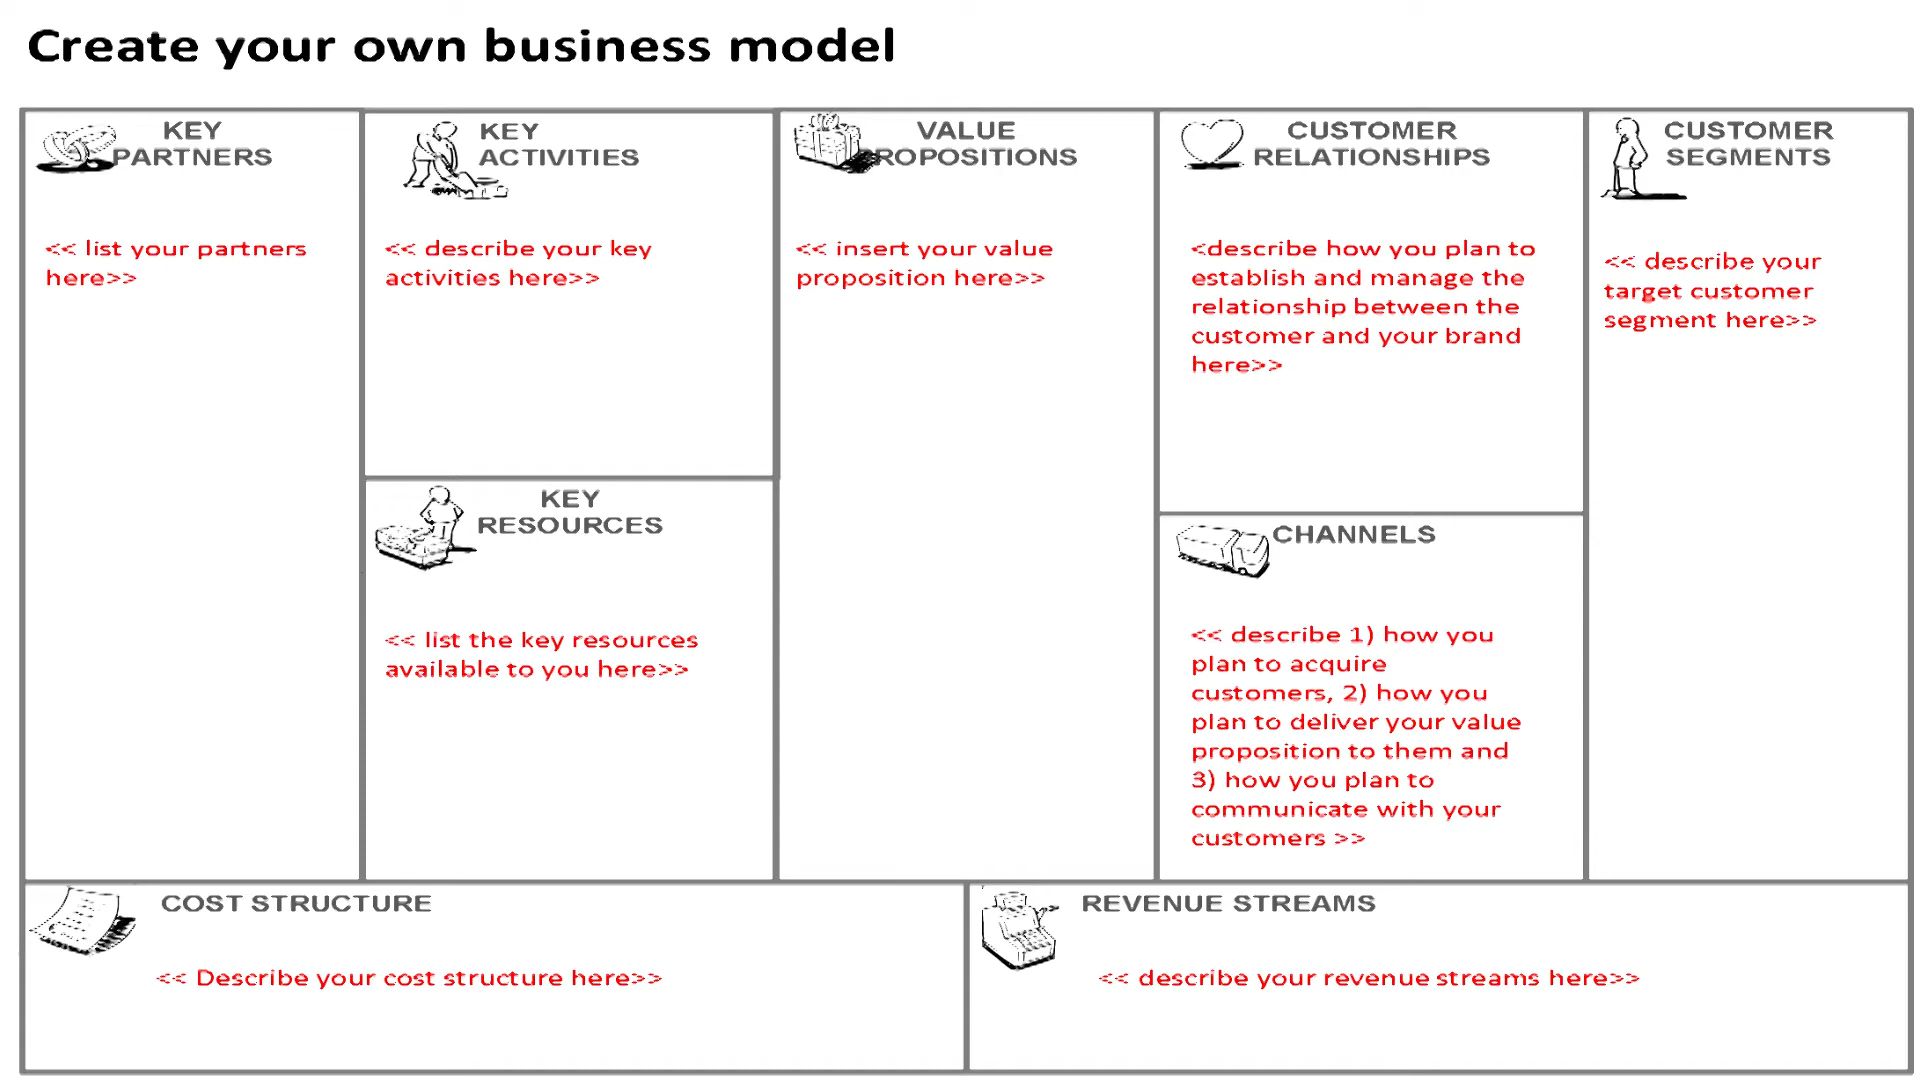 Create your own business model
KEY
PARTNERS
<< list your partners
here>>
KEY
ACTIVITIES
<< describe your key
activities here>>
KEY
RESOURCES
<< list the key resources
available to you here>>
VALUE
PROPOSITIONS
<< insert your value
proposition here>>
CUSTOMER
RELATIONSHIPS
<describe how you plan to
establish and manage the
relationship between the
customer and your brand
here>>
CHANNELS
<< describe 1) how you
plan to acquire
customers, 2) how you
plan to deliver your value
proposition to them and
3) how you plan to
communicate with your
customers >>
CUSTOMER
SEGMENTS
<< describe your
target customer
segment here>>
COST STRUCTURE
<< Describe your cost structure here>>
REVENUE STREAMS
<< describe your revenue streams here>>